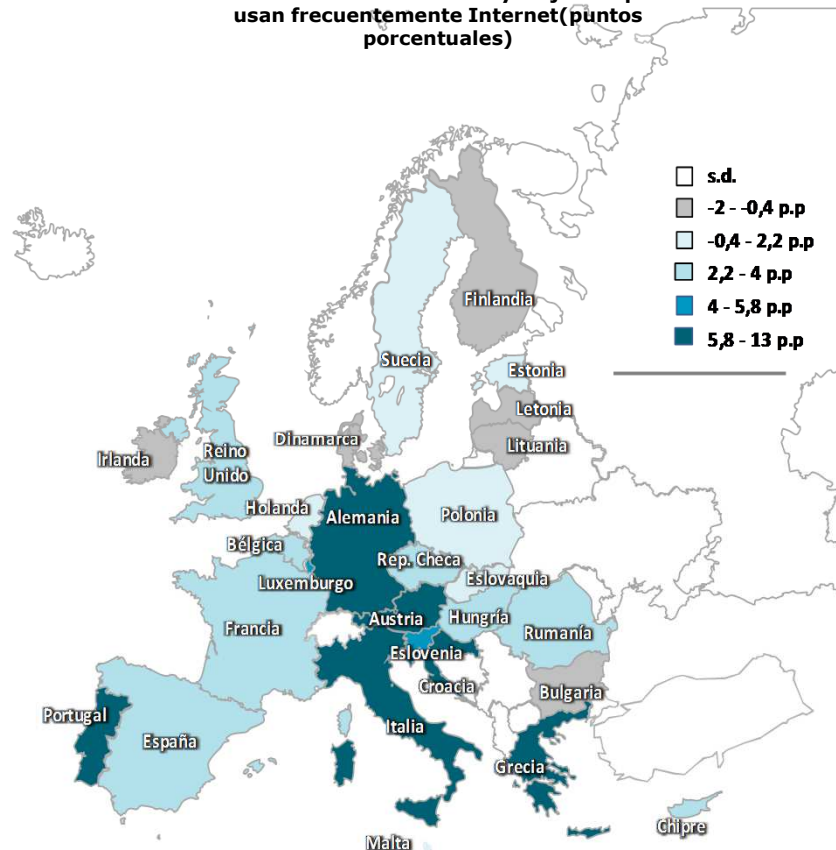 usan frecuentemente Internet(puntos
porcentuales)
s.d.
-2 - -0,4 p.p
-0,4 - 2,2 p.p
2,2 - 4 p.p
4 - 5,8 p.p
5,8 - 13 p.p
Finlandia
Suecia
Estonia
Letonia
Dinamarca
Lituania
Irlanda
Reino
Unido
Holanda
Alemania
Polonia
Bélgica
Rep. Checa
Luxemburgo
Eslovaquía
Austria
Hungría
Francia
Rumanía
Eslovenia
Croacia
Bulgaria
Portugal
España
Italia
Grecia
Chipre
Malta